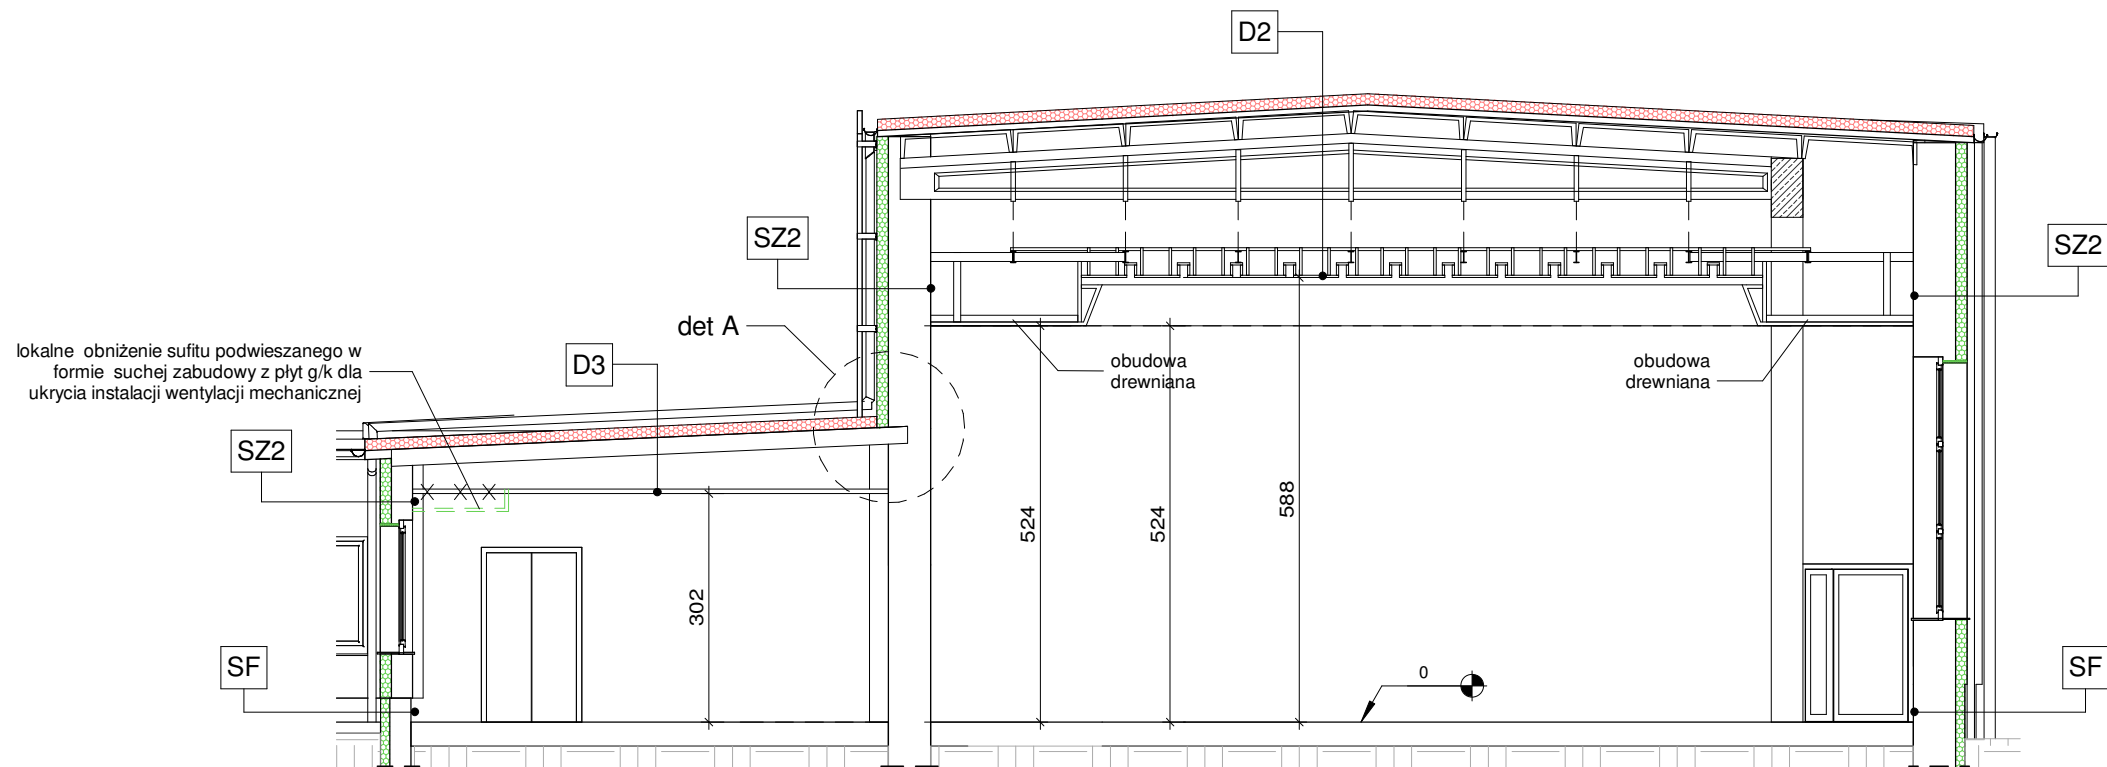 D2
SZ2
SZ2
det A
lokalne obniżenie sufitu podwieszanego w
formie suchej zabudowy z płyt g/k dla
ukrycia instalacji wentylacji mechanicznej
D3
obudowa
drewniana
obudowa
drewniana
SZ2
524
524
588
302
SF
0
SF